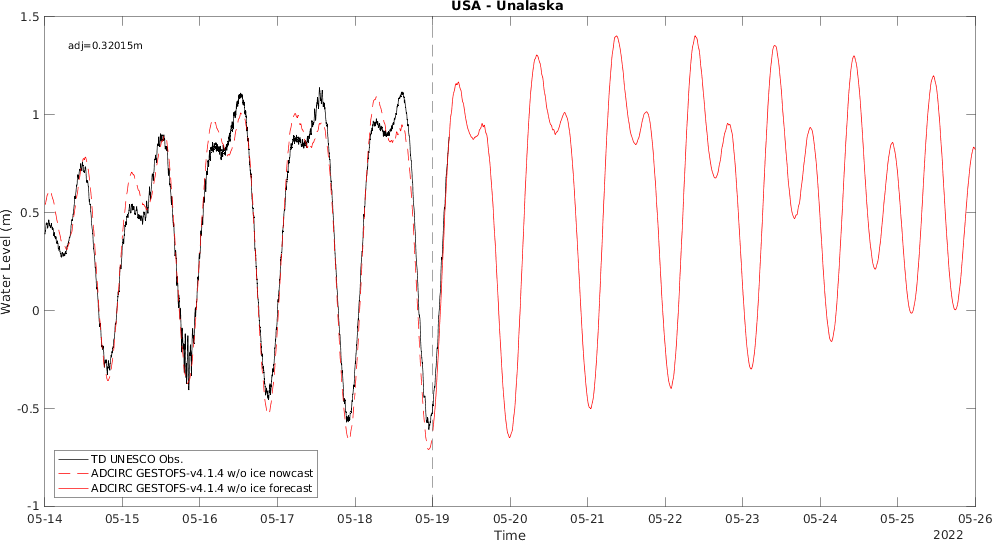 USA - Unalaska
adj=0.32015m
Water Level (m)
1.5
1
0.5
0
-0.5
-1
TD UNESCO Obs.
ADCIRC GESTOFS-v4.1.4 w/o ice nowcast
ADCIRC GESTOFS-v4.1.4 w/o ice forecast
05-14 05-15 05-16 05-17 05-18 05-19 05-20 05-21 05-22 05-23 05-24 05-25 05-26
Time
2022